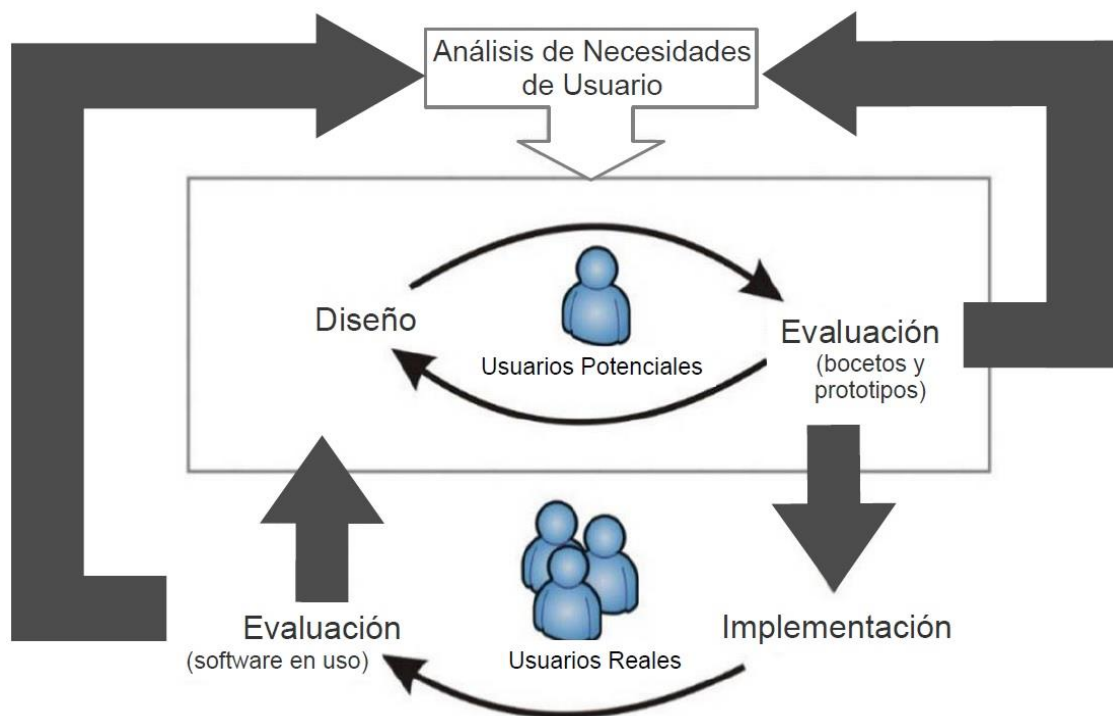 Análisis de Necesidades
de Usuario
Diseño
Usuarios Potenciales
Evaluación
(bocetos y
prototipos)
Evaluación
(software en uso)
Usuarios Reales
Implementación